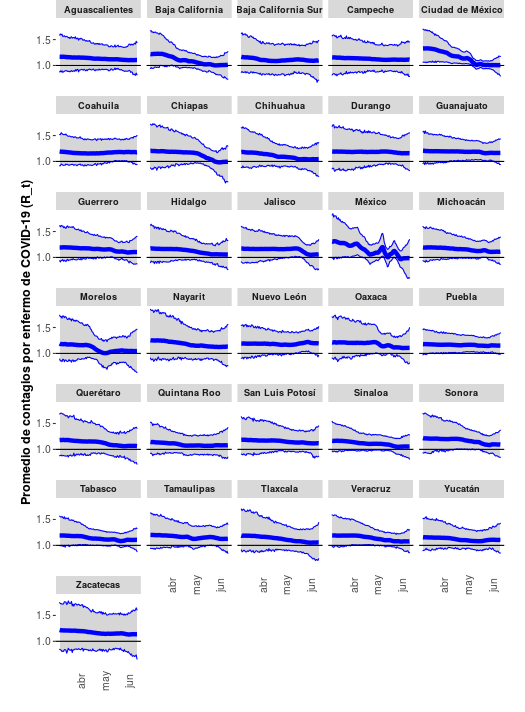 Promedio de contagios por enfermo de COVID-19 (R_t)
Aguascalientes Baja California Baja California Sur Campeche Ciudad de México
1.5
1.0
Coahuila Chiapas Chihuahua Durango Guanajuato
1.5
1.0
Guerrero Hidalgo Jalisco México Michoacán
1.5
1.0
Morelos Nayarit Nuevo León Oaxaca Puebla
1.5
1.0
Querétaro Quintana Roo San Luis Potosí Sinaloa Sonora
1.5
1.0
Tabasco Tamaulipas Tlaxcala Veracruz Yucatán
1.5
1.0
abr may jun abr may jun abr may jun abr may jun
Zacatecas
1.5
1.0
abr may jun